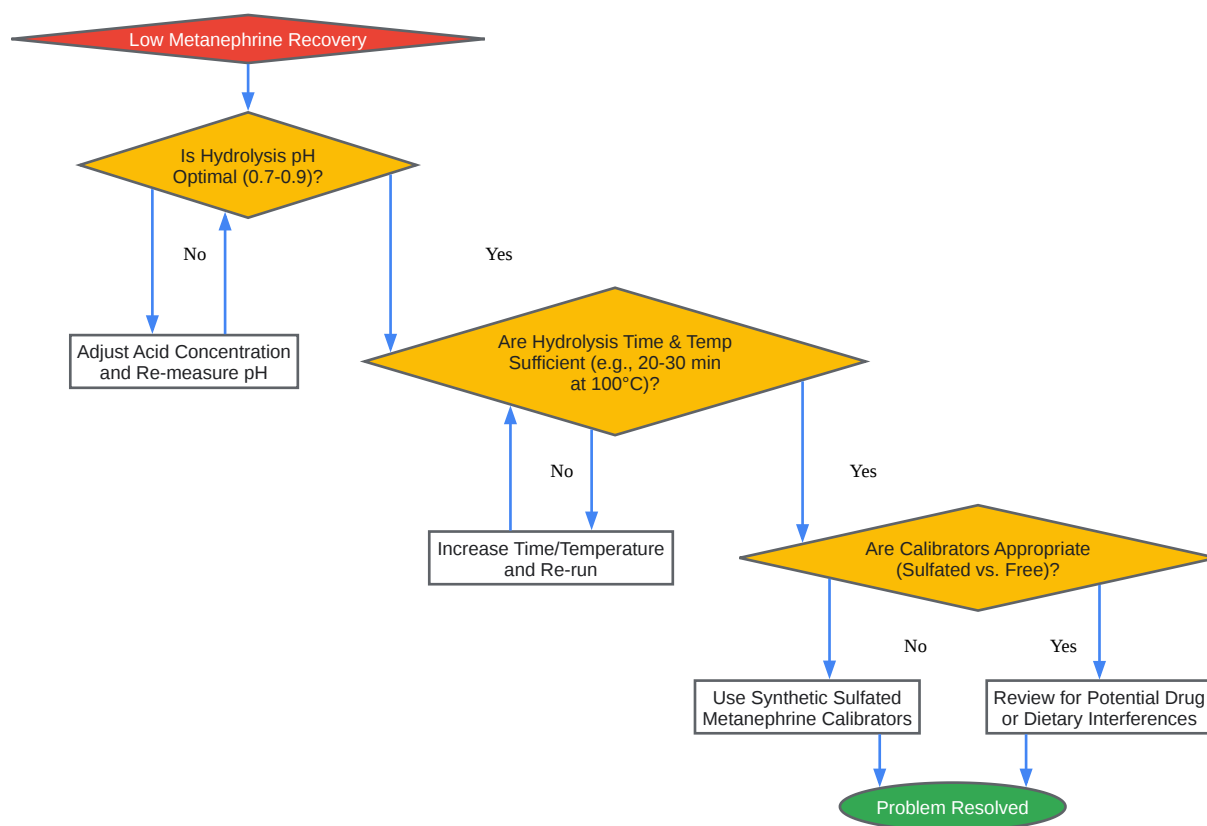 Low Metanephrine Recovery
Is Hydrolysis pH
Optimal (0.7-0.9)?
No
Yes
Adjust Acid Concentration
and Re-measure pH
Are Hydrolysis Time & Temp
Sufficient (e.g., 20-30 min
at 100°C)?
No
Yes
Increase Time/Temperature
and Re-run
Are Calibrators Appropriate
(Sulfated vs. Free)?
No
Yes
Use Synthetic Sulfated
Metanephrine Calibrators
Review for Potential Drug
or Dietary Interferences
Problem Resolved